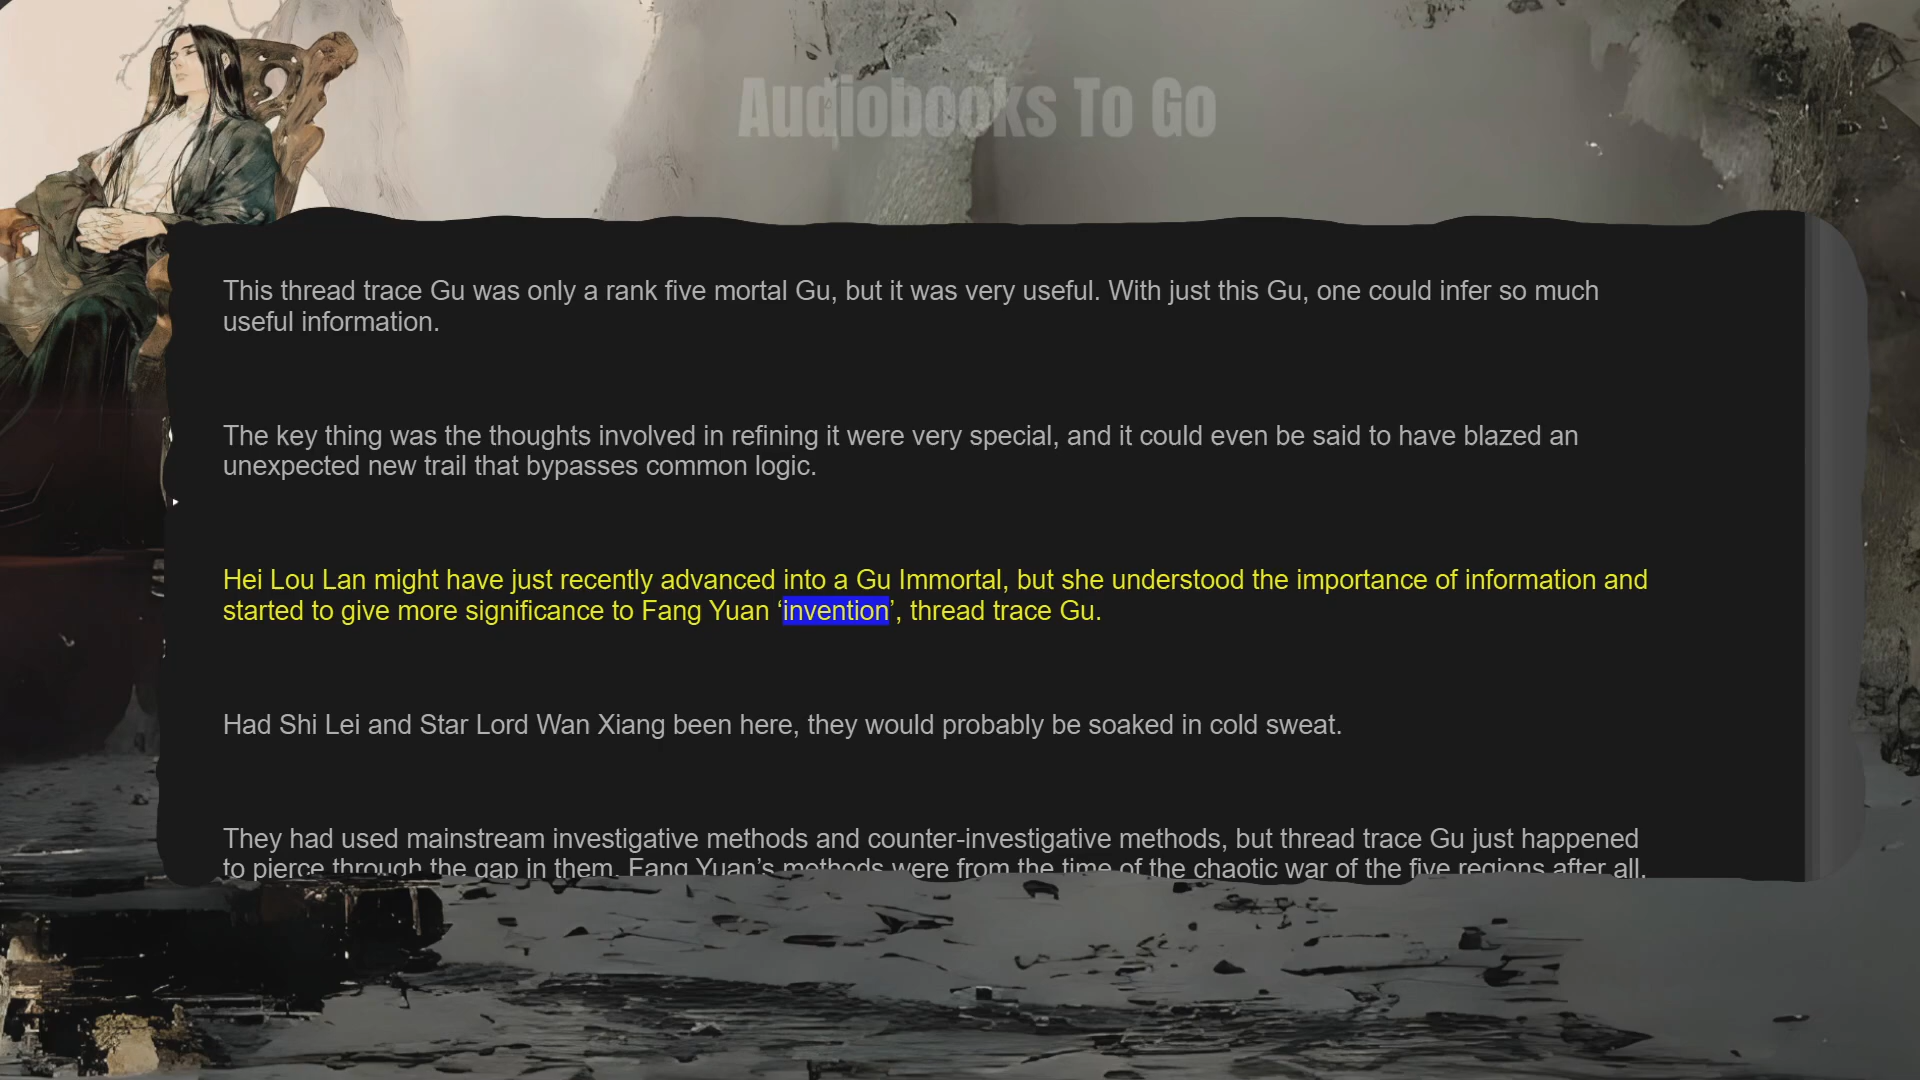 Audiobooks To Go
This thread trace Gu was only a rank five mortal Gu, but it was very useful. With just this Gu, one could infer so much
useful information.
The key thing was the thoughts involved in refining it were very special, and it could even be said to have blazed an
unexpected new trail that bypasses common logic.
Hei Lou Lan might have just recently advanced into a Gu Immortal, but she understood the importance of information and
started to give more significance to Fang Yuan ‘invention’, thread trace Gu.
Had Shi Lei and Star Lord Wan Xiang been here, they would probably be soaked in cold sweat.
They had used mainstream investigative methods and counter-investigative methods, but thread trace Gu just happened
to pierce through the gap in them. Fang Yuan’s methods were from the time of the chaotic war of the five regions after all.